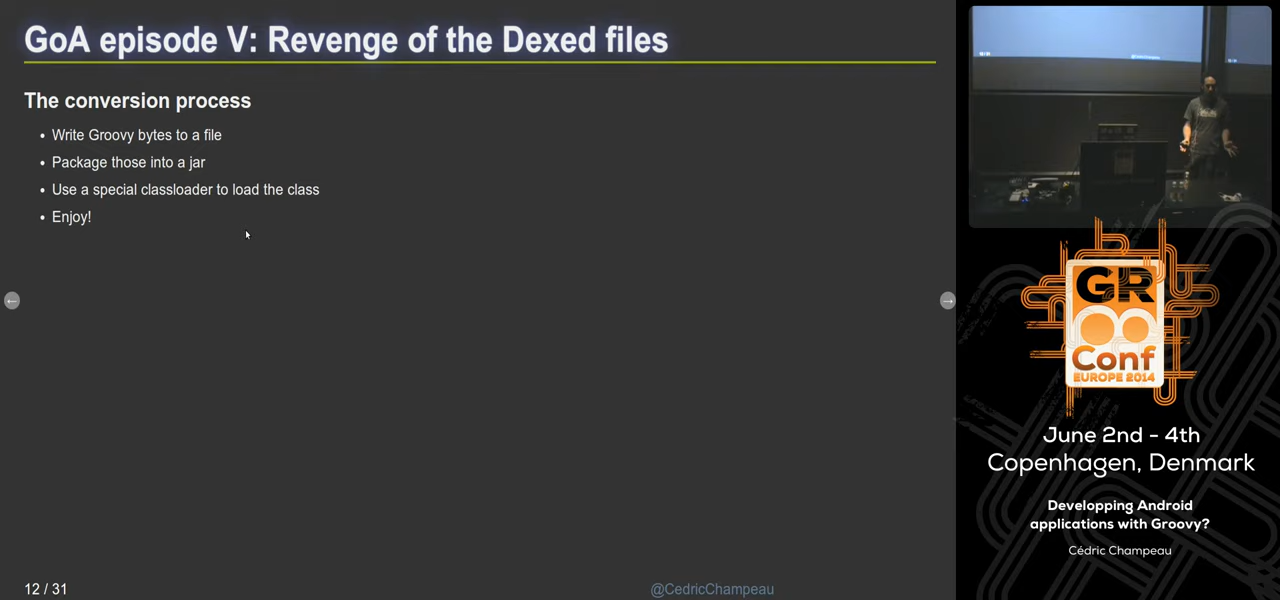 GoA episode V: Revenge of the Dexed files
The conversion process
• Write Groovy bytes to a file
• Package those into a jar
• Use a special classloader to load the class
• Enjoy!
12 / 31
@CedricChampeau
GR
Conf
EUROPE 2014
June 2nd - 4th
Copenhagen, Denmark
Developping Android
applications with Groovy?
Cédric Champeau